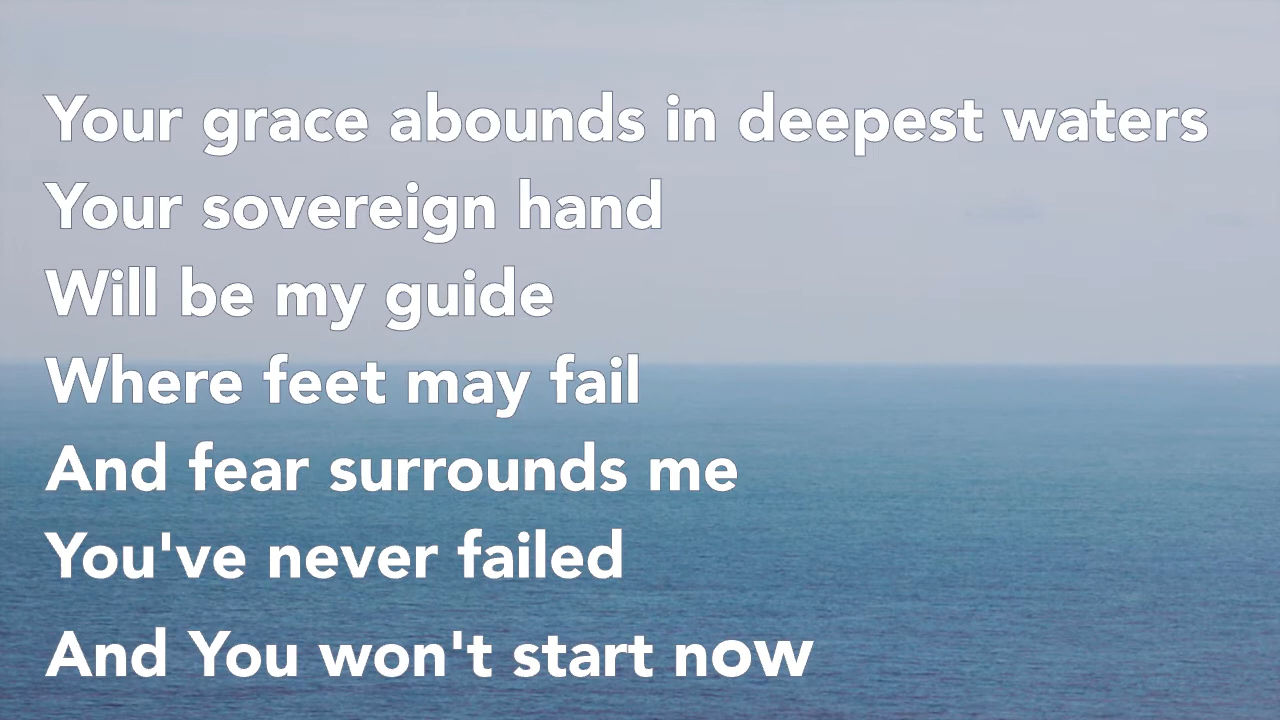 Your grace abounds in deepest waters
Your sovereign hand
Will be my guide
Where feet may fail
And fear surrounds me
You've never failed
And You won't start now